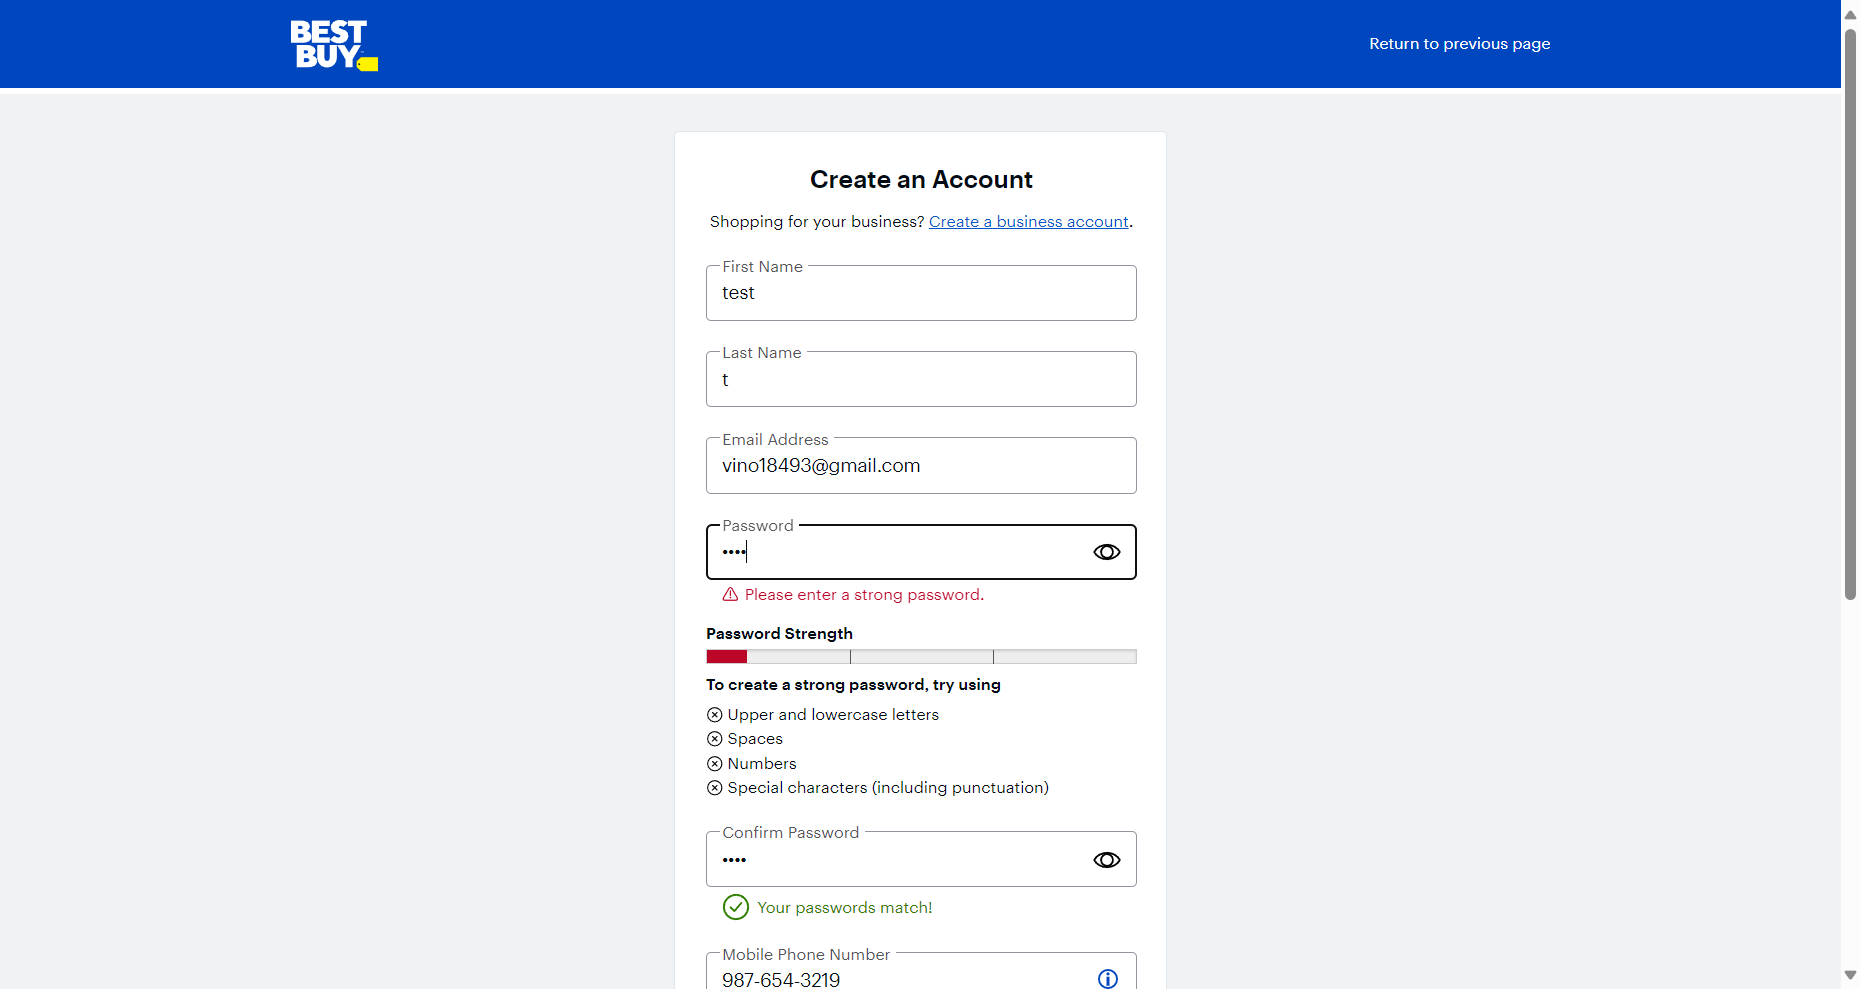 BEST
BUY
Return to previous page
Create an Account
Shopping for your business? Create a business account.
First Name
test
Last Name
t
Email Address
vino18493@gmail.com
Password
••••
Please enter a strong password.
Password Strength
To create a strong password, try using
Upper and lowercase letters
Spaces
Numbers
Special characters (including punctuation)
Confirm Password
••••
Your passwords match!
Mobile Phone Number
987-654-3219